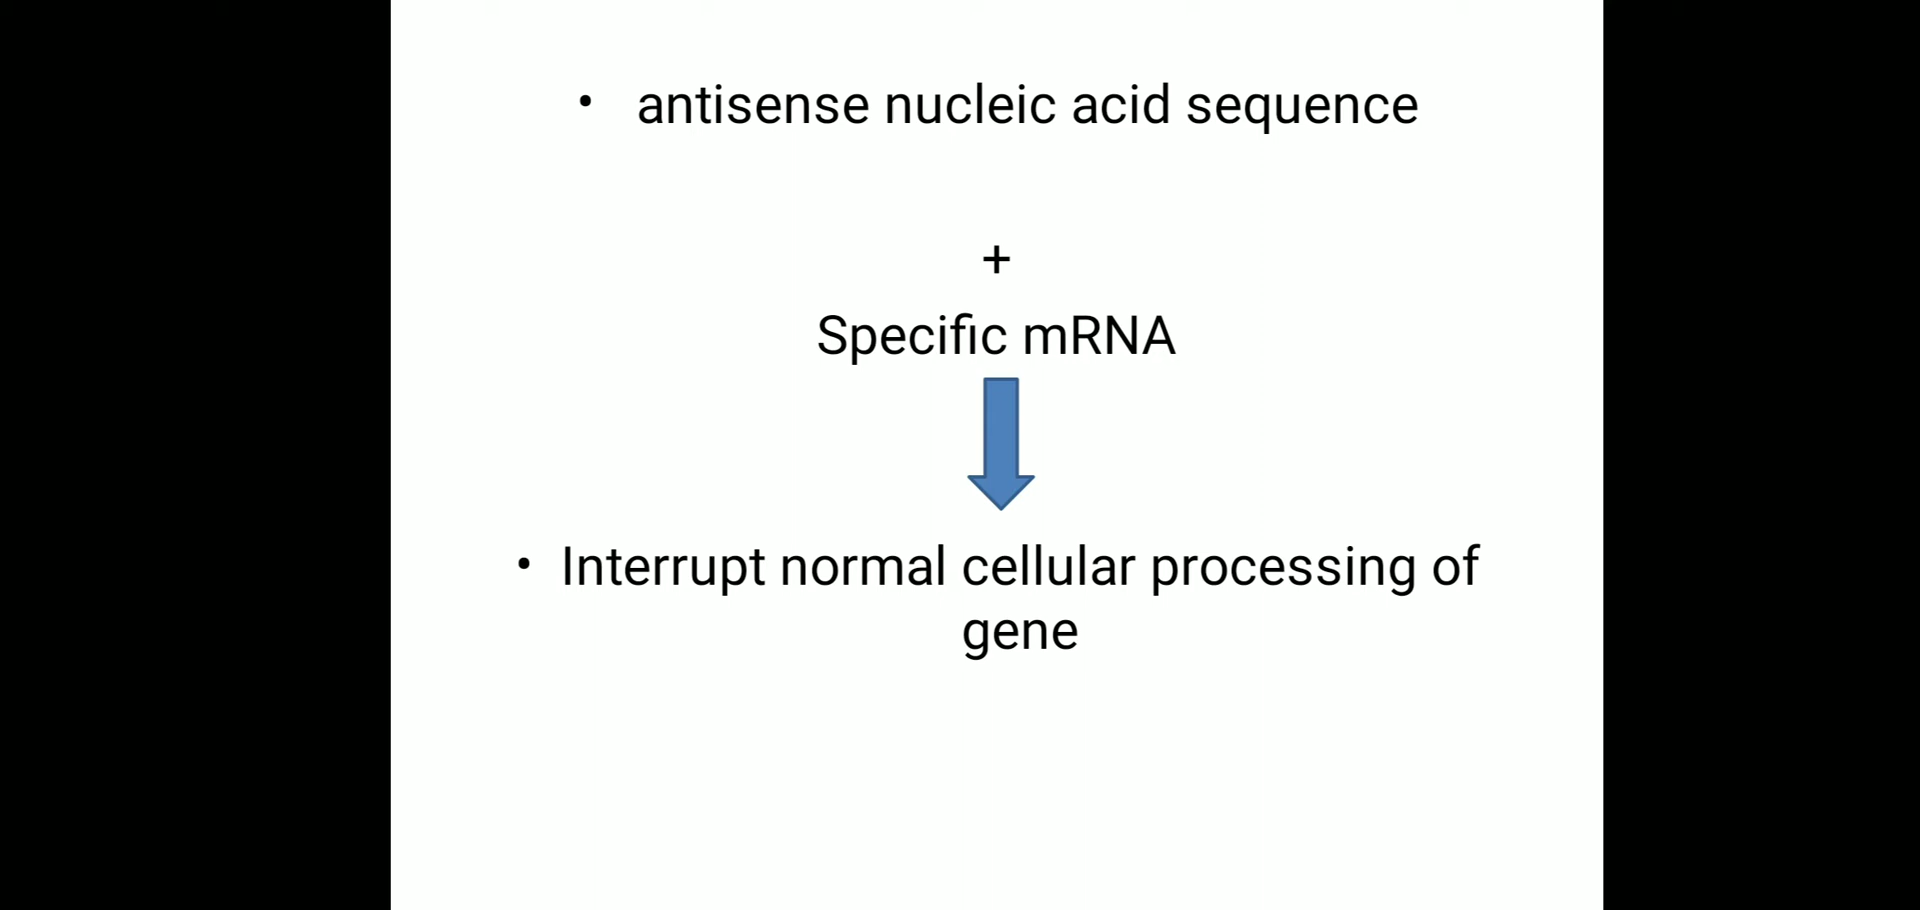 • antisense nucleic acid sequence
+
Specific mRNA
• Interrupt normal cellular processing of
gene